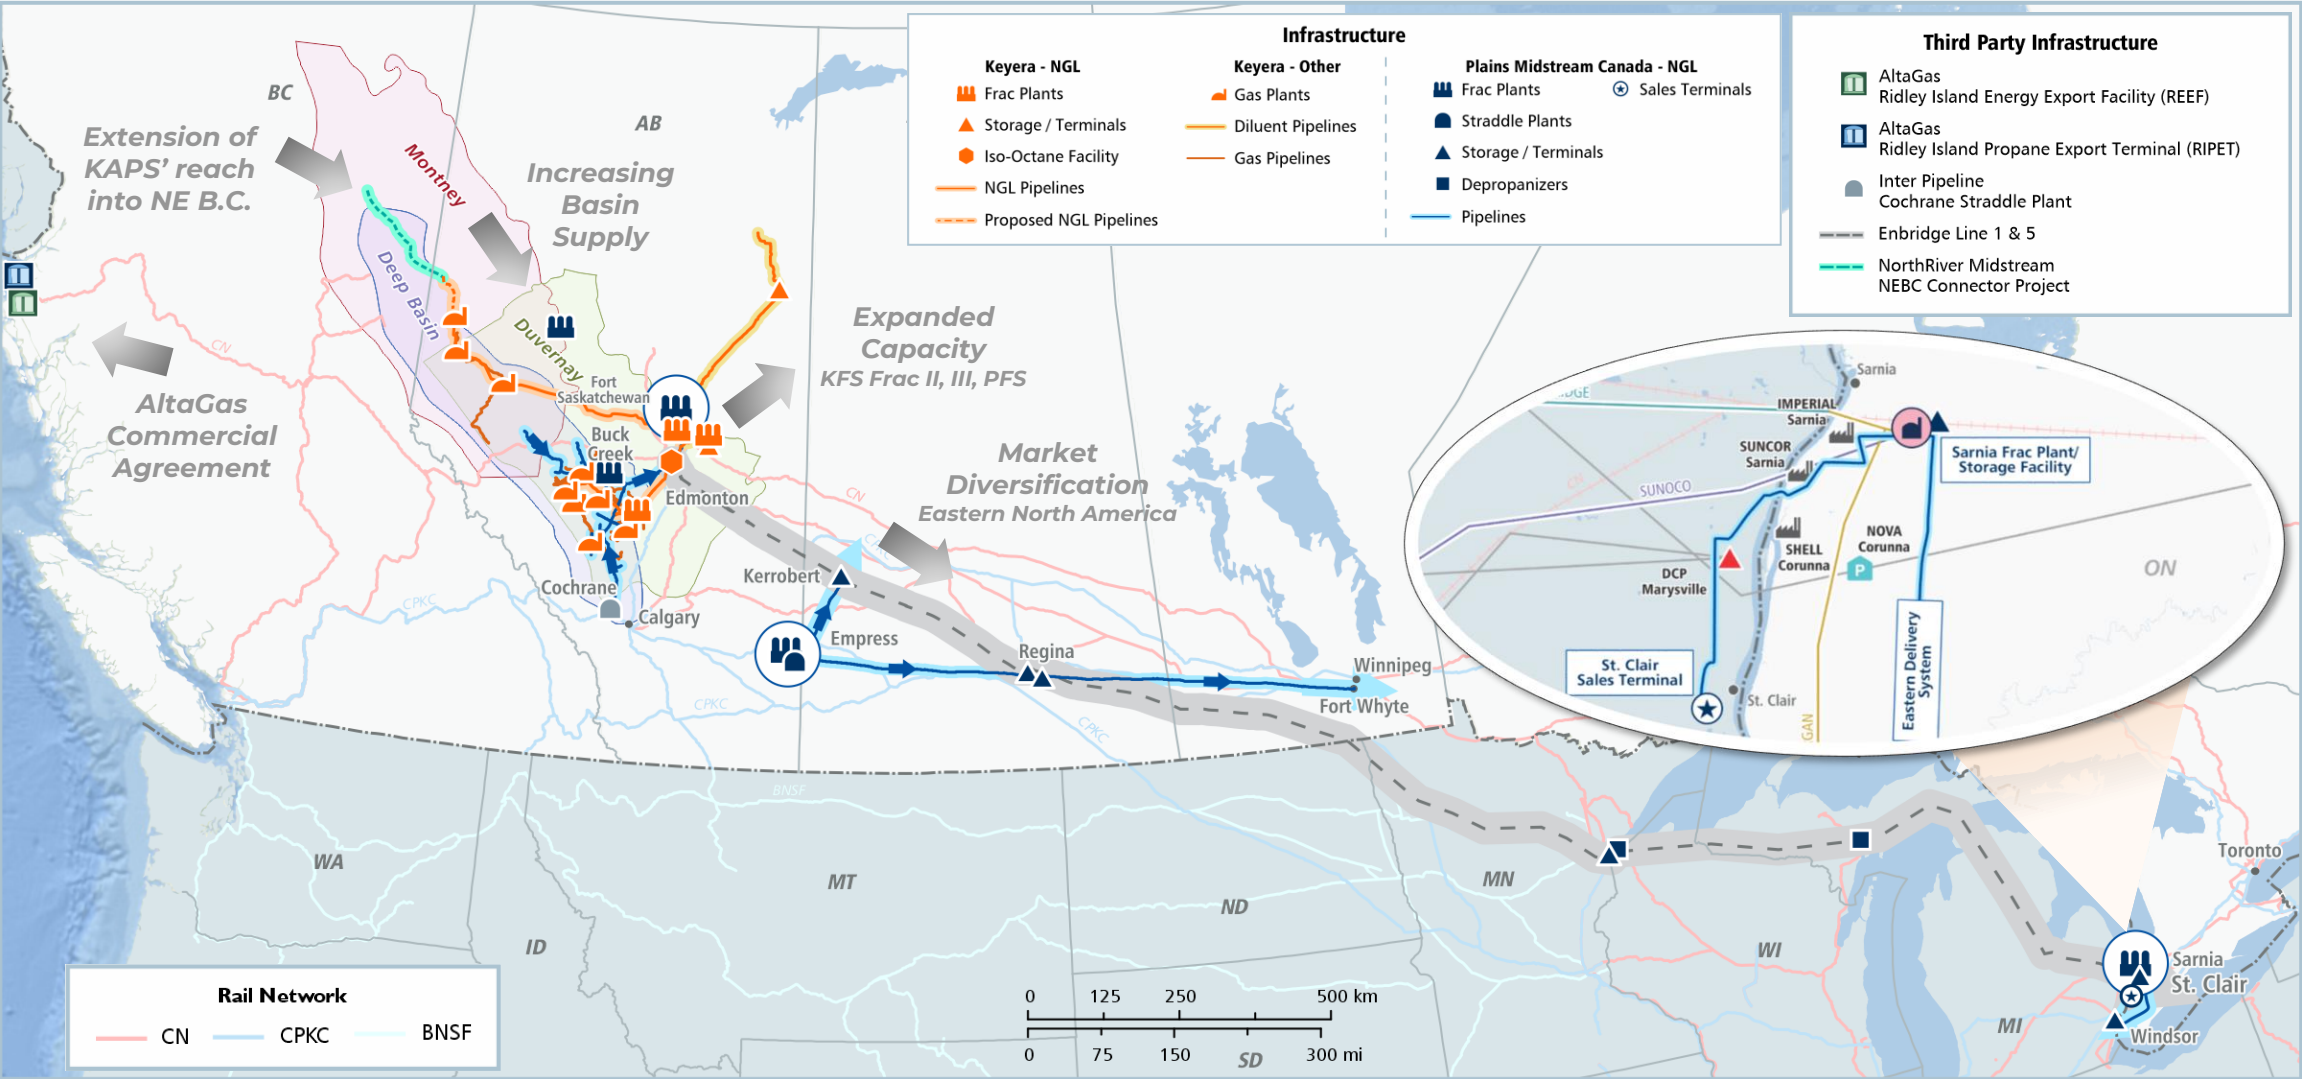 Infrastructure
Keyera - NGL
Frac Plants
Storage / Terminals
Iso-Octane Facility
NGL Pipelines
Proposed NGL Pipelines
Keyera - Other
Gas Plants
Diluent Pipelines
Gas Pipelines
Plains Midstream Canada - NGL
Frac Plants
Straddle Plants
Storage / Terminals
Depropanizers
Pipelines
Sales Terminals
Third Party Infrastructure
AltaGas
Ridley Island Energy Export Facility (REEF)
AltaGas
Ridley Island Propane Export Terminal (RIPET)
Inter Pipeline
Cochrane Straddle Plant
Enbridge Line 1 & 5
NorthRiver Midstream
NEBC Connector Project
BC
AB
Extension of
KAPS' reach
into NE B.C.
Montney
Increasing
Basin
Supply
Deep Basin
Duvernay
CN
AltaGas
Commercial
Agreement
Expanded
Capacity
KFS Frac II, III, PFS
Fort
Saskatchewan
Buck
Creek
Edmonton
Market
Diversification
Eastern North America
CN
CPKC
Kerrobert
Cochrane
Calgary
CPKC
Empress
Regina
Winnipeg
Fort Whyte
CPKC
CPKC
BNSF
Sarnia
IMPERIAL
Sarnia
SUNCOR
Sarnia
Sarnia Frac Plant/
Storage Facility
CN
SUNOCO
NOVA
Corunna
SHELL
Corunna
DCP
Marysville
ON
St. Clair
Sales Terminal
St. Clair
Eastern Delivery
System
WA
MT
ID
ND
MN
WI
SD
MI
Toronto
Sarnia
St. Clair
Windsor
Rail Network
CN
CPKC
BNSF
0 125 250 500 km
0 75 150 300 mi